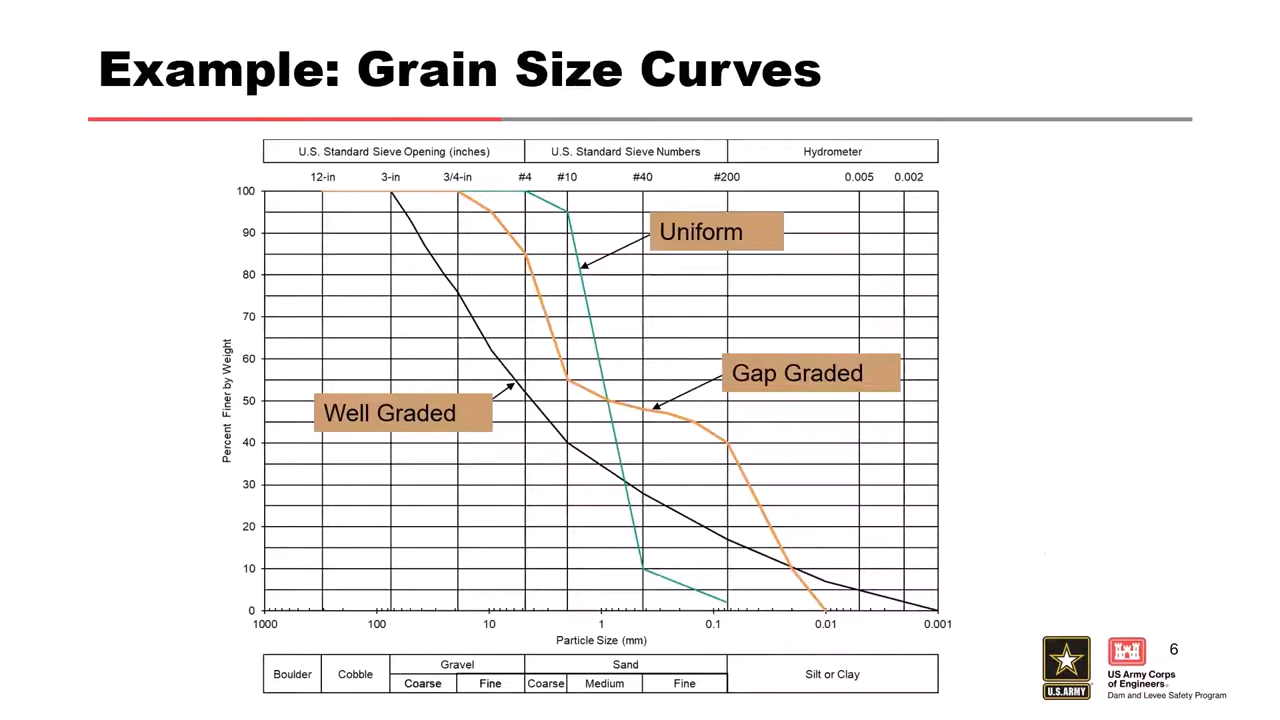 Example: Grain Size Curves
U.S. Standard Sieve Opening (inches) U.S. Standard Sieve Numbers Hydrometer
12-in 3-in 3/4-in #4 #10 #40 #200 0.005 0.002
100
90
80
70
60
50
40
30
20
10
0
Percent Finer by Weight
Uniform
Gap Graded
Well Graded
1000 100 10 1 0.1 0.01 0.001
Particle Size (mm)
Boulder Cobble Gravel Sand Silt or Clay
Coarse Fine Coarse Medium Fine
U.S. ARMY
US Army Corps
of Engineers®
Dam and Levee Safety Program
6